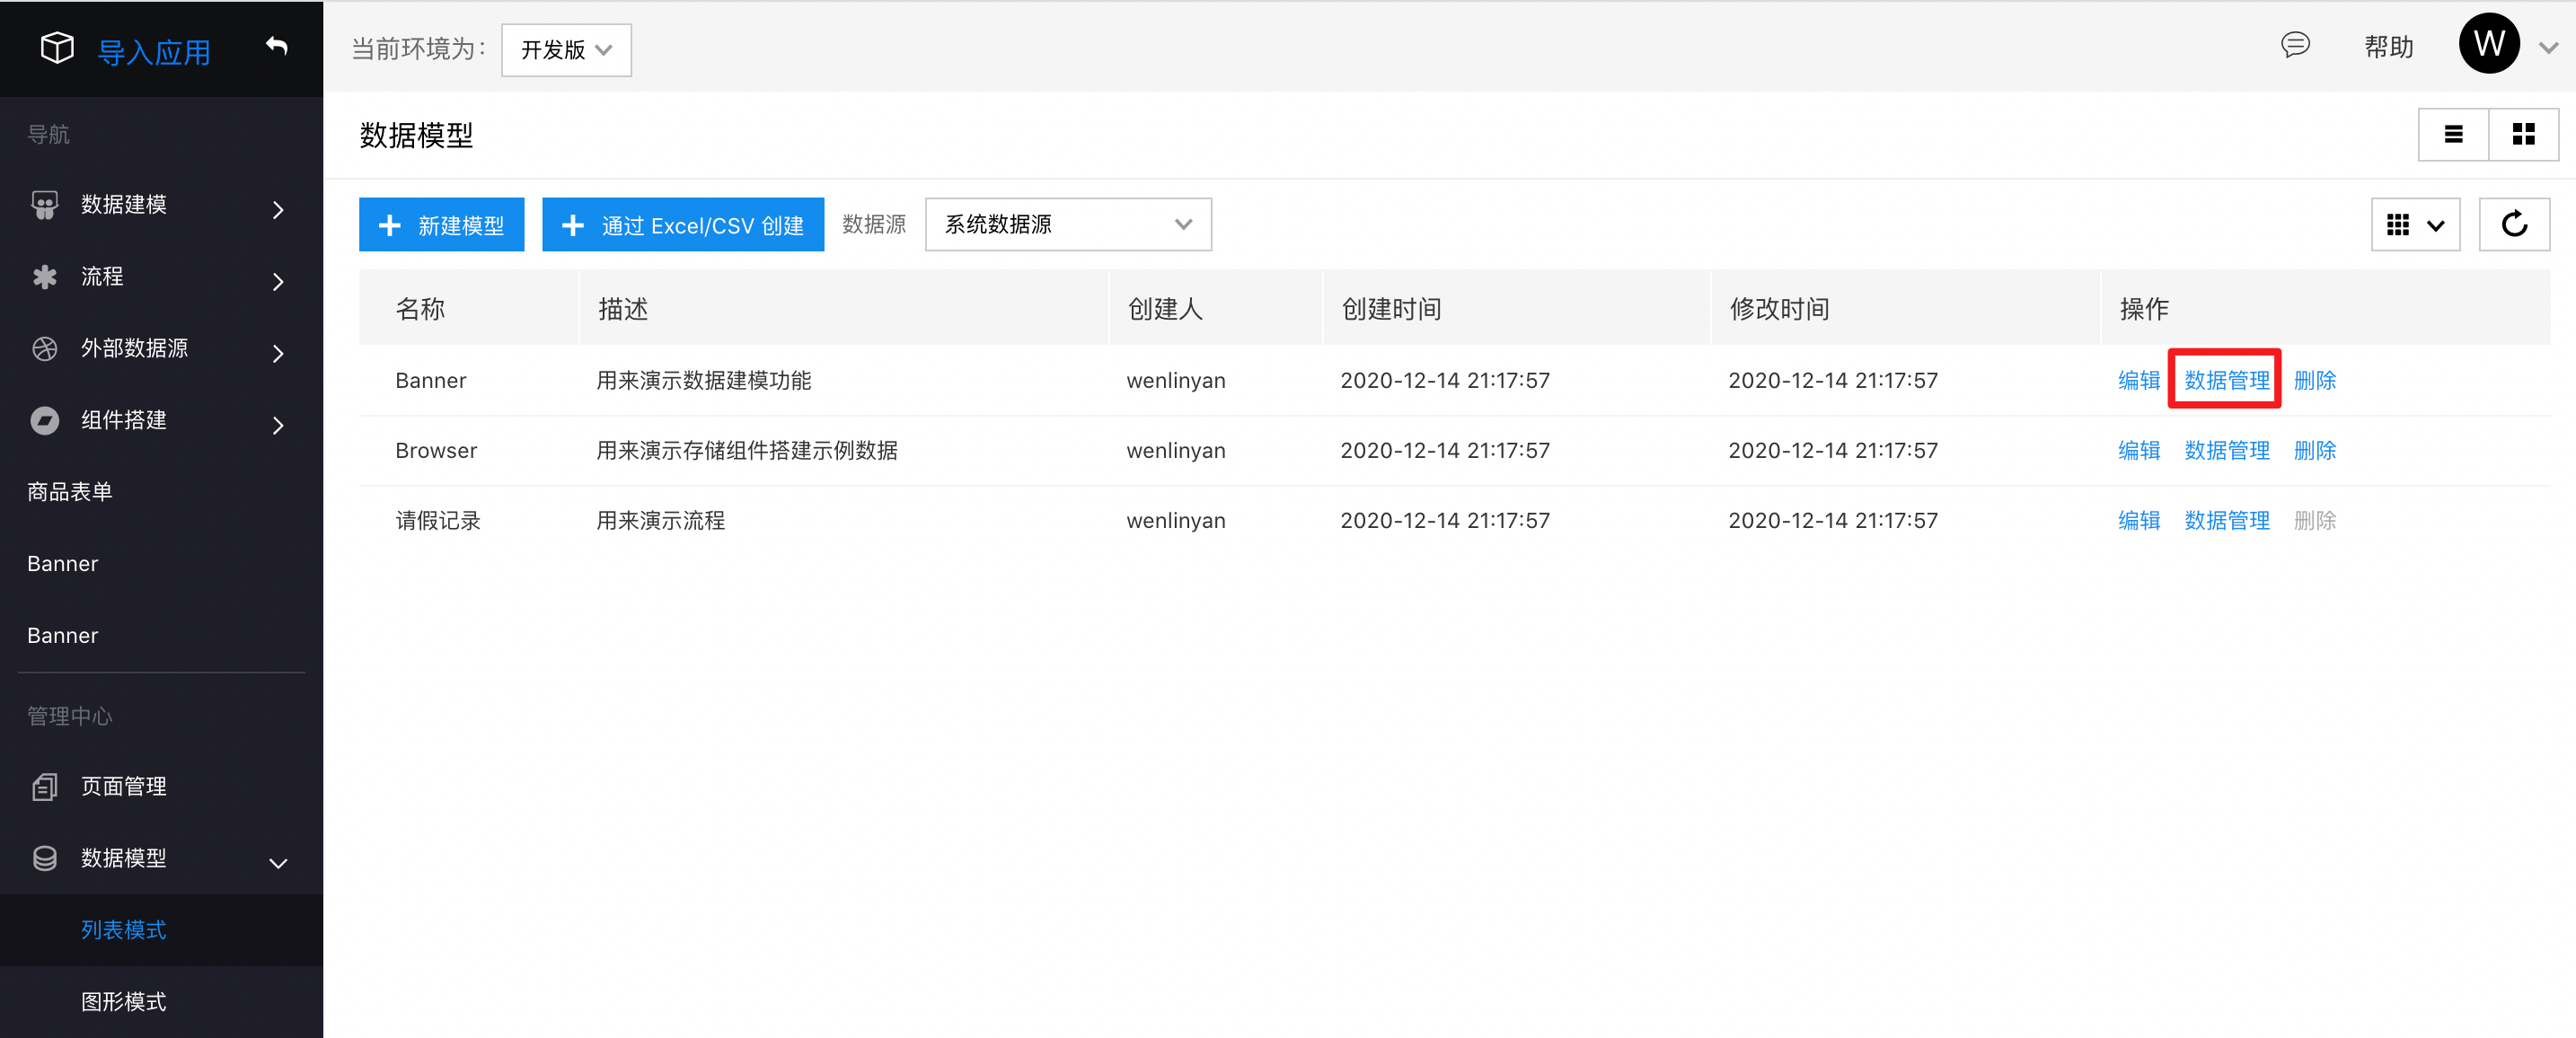 导入应用
当前环境为：
开发版
帮助
W
导航
数据建模
流程
外部数据源
组件搭建
商品表单
Banner
Banner
管理中心
页面管理
数据模型
列表模式
图形模式
数据模型
新建模型 通过 Excel/CSV 创建 数据源 系统数据源
名称 描述 创建人 创建时间 修改时间 操作
Banner 用来演示数据建模功能 wenlinyan 2020-12-14 21:17:57 2020-12-14 21:17:57 编辑 数据管理 删除
Browser 用来演示存储组件搭建示例数据 wenlinyan 2020-12-14 21:17:57 2020-12-14 21:17:57 编辑 数据管理 删除
请假记录 用来演示流程 wenlinyan 2020-12-14 21:17:57 2020-12-14 21:17:57 编辑 数据管理 删除